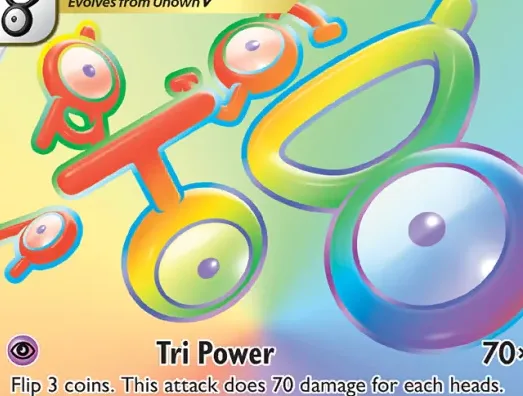 Evolves from Unown V
Tri Power 70×
Flip 3 coins. This attack does 70 damage for each heads.